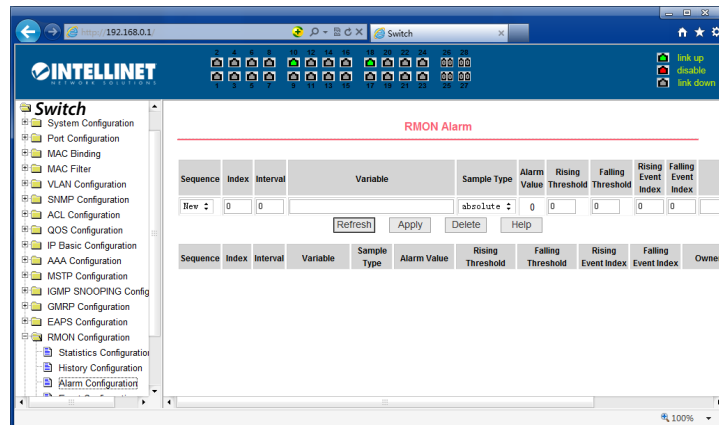 http://192.168.0.1/
Switch
INTELLINET
NETWORK SOLUTIONS
2 4 6 8 10 12 14 16 18 20 22 24 26 28
1 3 5 7 9 11 13 15 17 19 21 23 25 27
link up
disable
link down
Switch
System Configuration
Port Configuration
MAC Binding
MAC Filter
VLAN Configuration
SNMP Configuration
ACL Configuration
QOS Configuration
IP Basic Configuration
AAA Configuration
MSTP Configuration
IGMP SNOOPING Config
GMRP Configuration
EAPS Configuration
RMON Configuration
Statistics Configuration
History Configuration
Alarm Configuration
RMON Alarm
Sequence Index Interval Variable Sample Type Alarm Value Rising Threshold Falling Threshold Rising Event Index Falling Event Index
New 0 0 absolute 0 0 0 0 0
Refresh Apply Delete Help
Sequence Index Interval Variable Sample Type Alarm Value Rising Threshold Falling Threshold Rising Event Index Falling Event Index Owne
100%